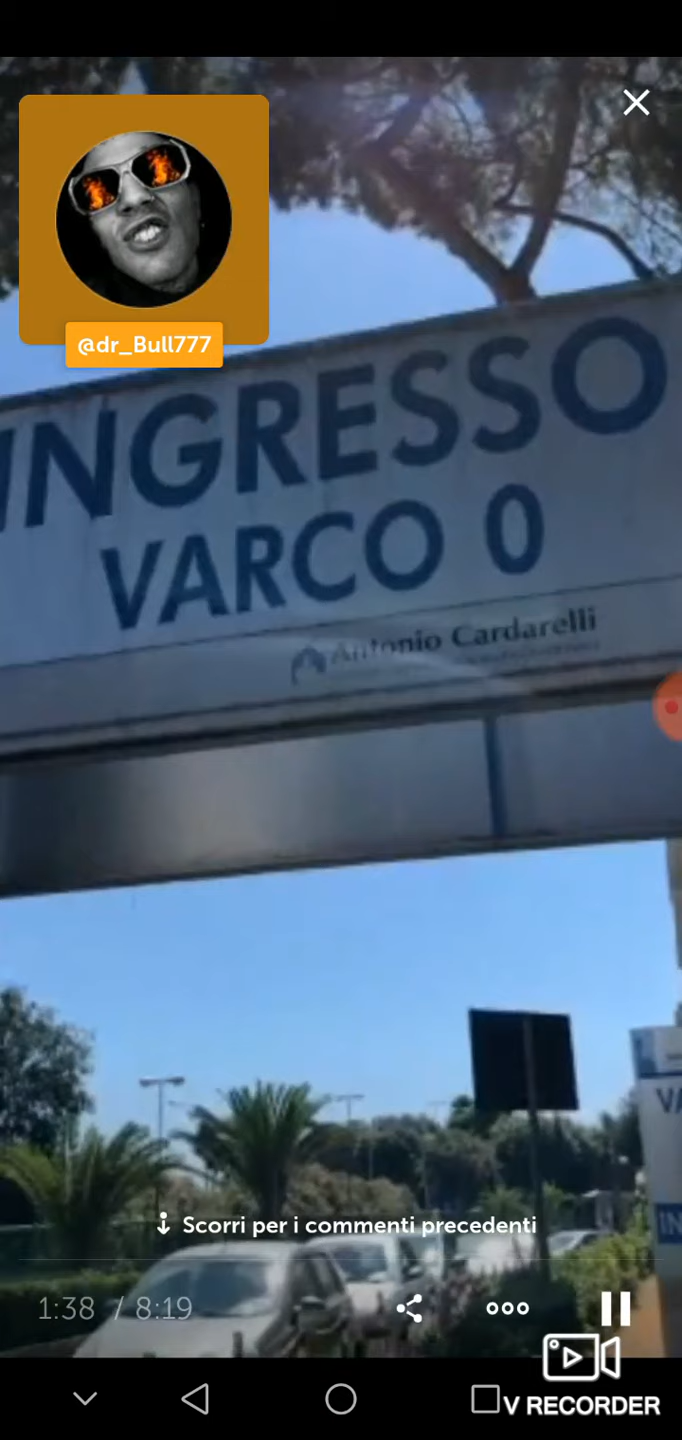 @dr_Bull777
INGRESSO
VARCO 0
Antonio Cardarelli
Scorri per i commenti precedenti
1:38 / 8:19
V RECORDER